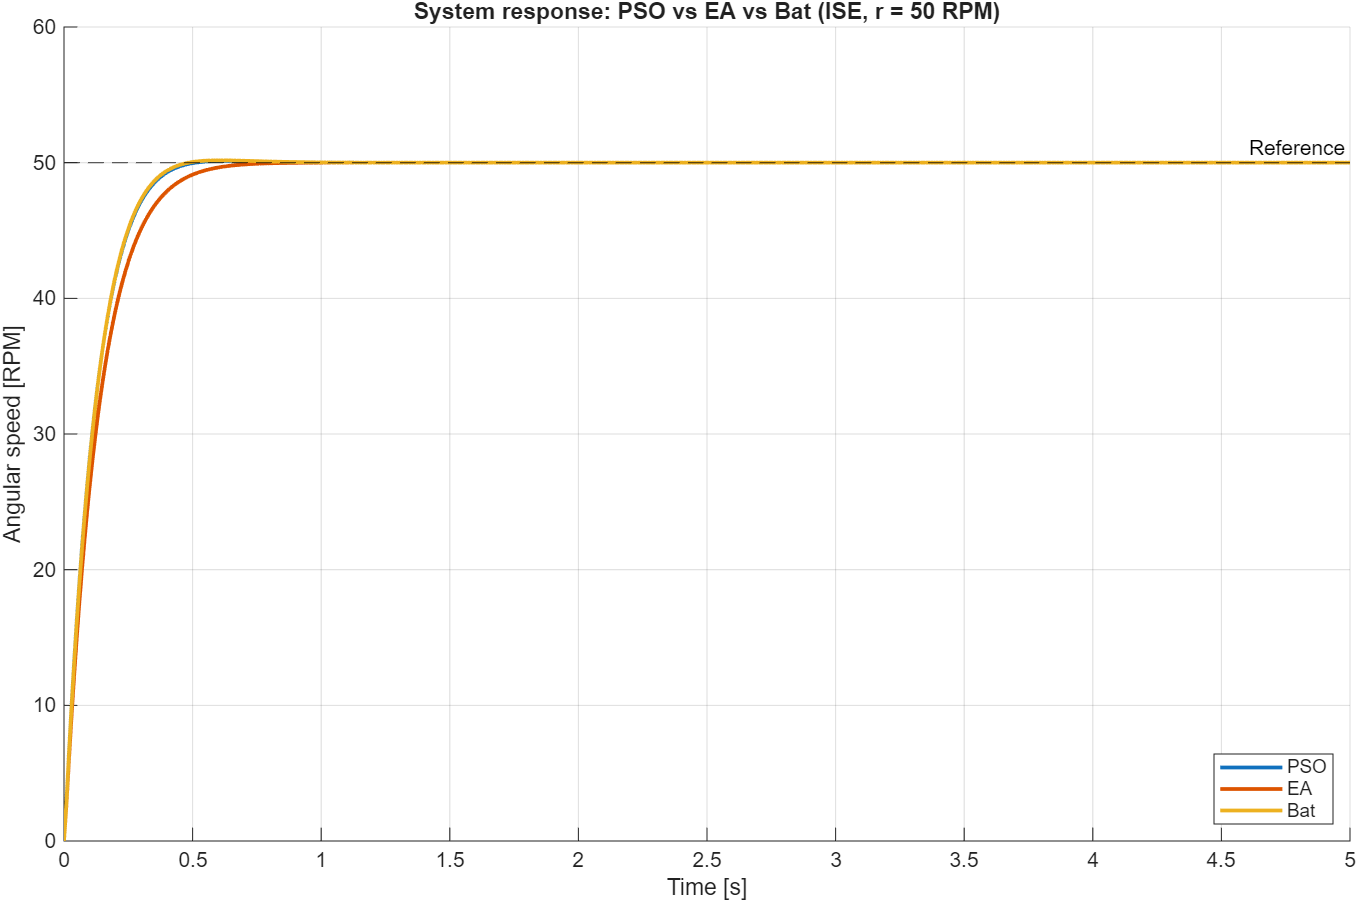 System response: PSO vs EA vs Bat (ISE, r = 50 RPM)
60
50
40
30
20
10
0
Angular speed [RPM]
Reference
PSO
EA
Bat
0 0.5 1 1.5 2 2.5 3 3.5 4 4.5 5
Time [s]